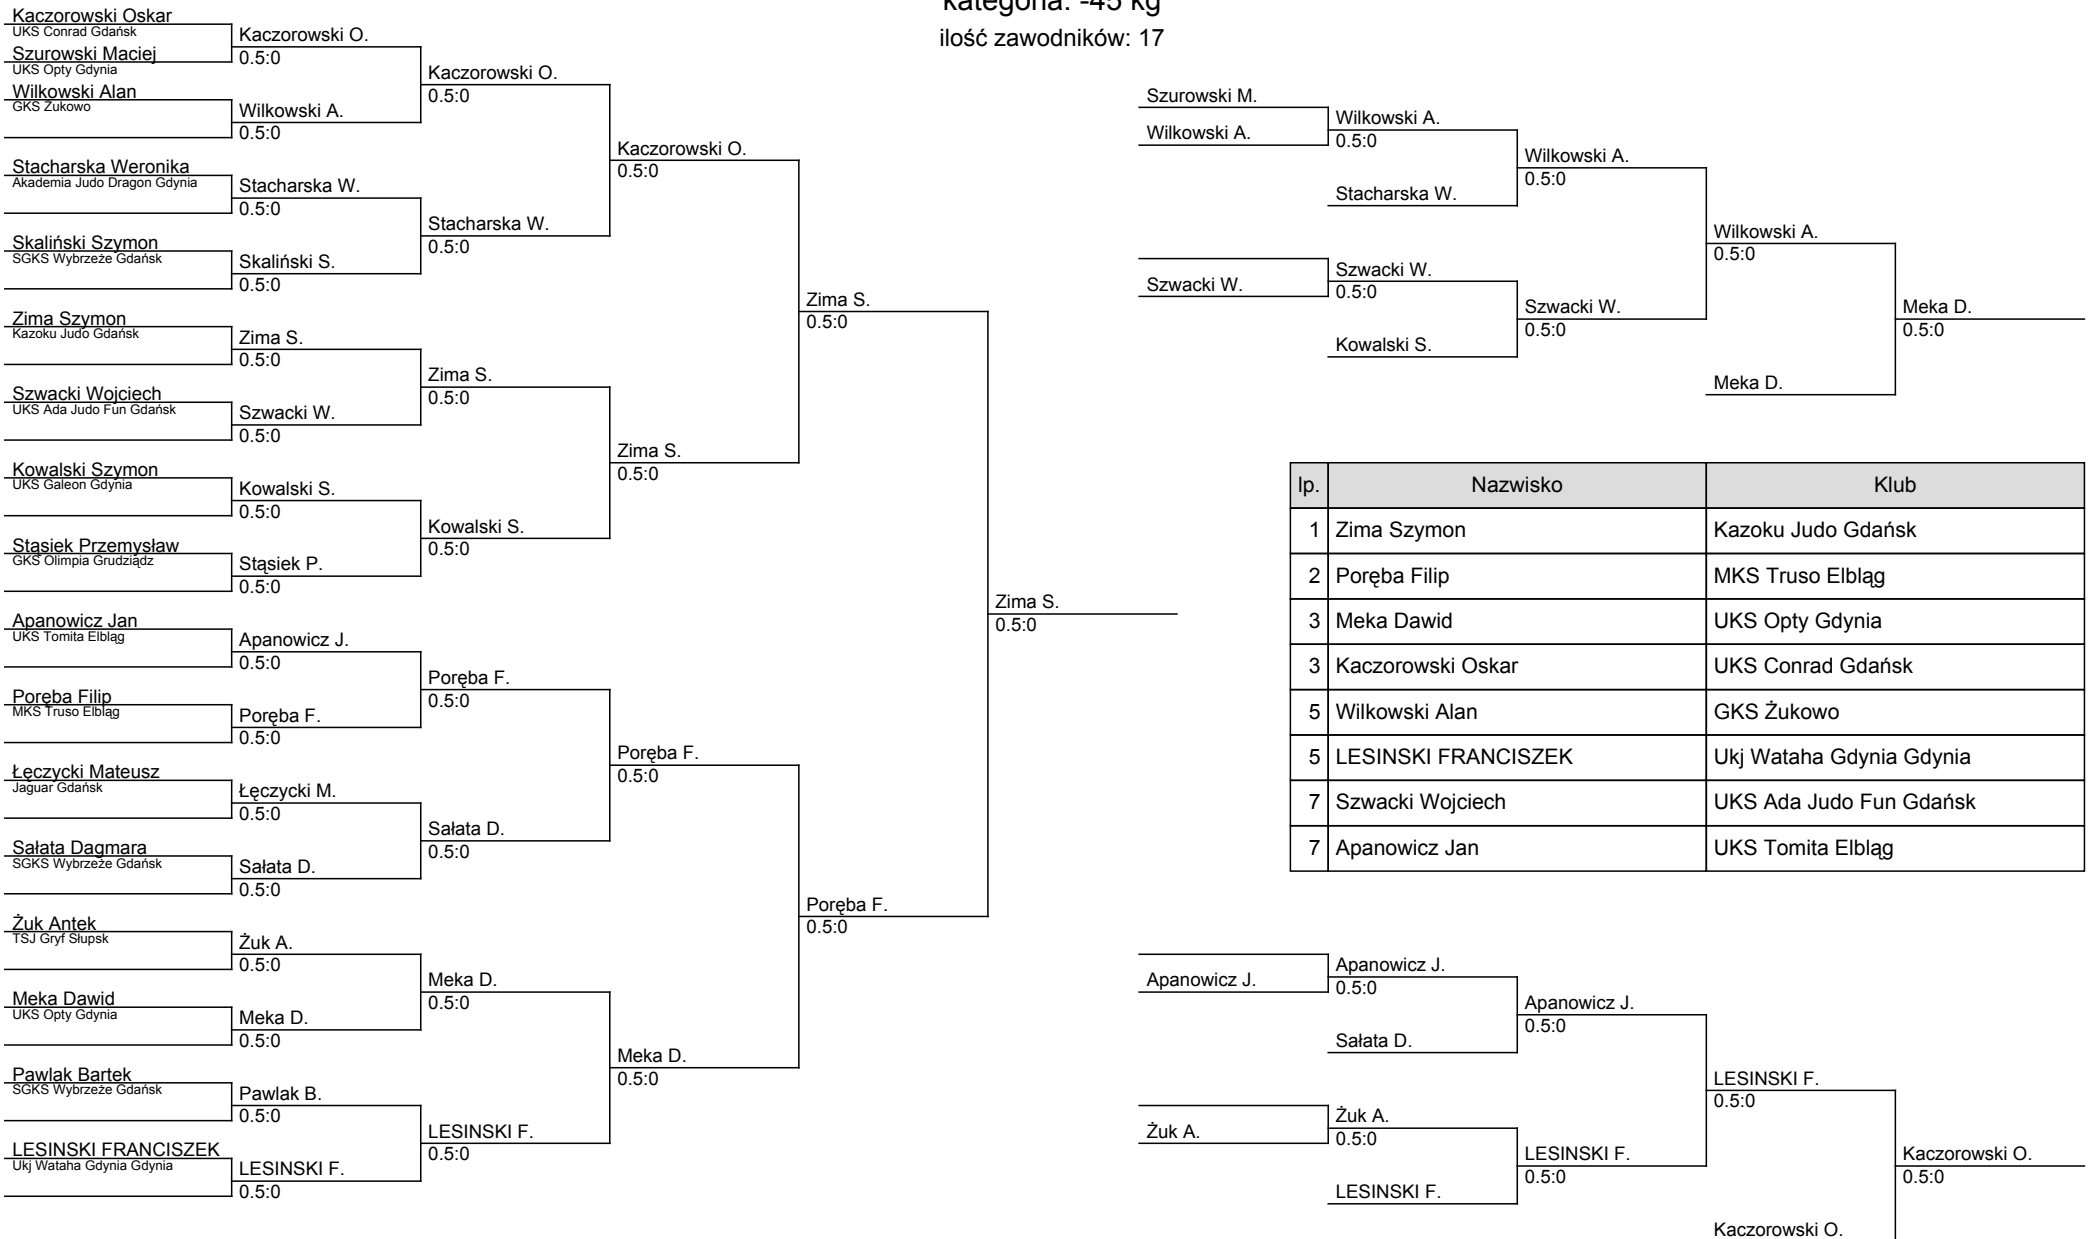 kategoria: -45 kg
ilość zawodników: 17
Kaczorowski Oskar
UKS Conrad Gdańsk
Szurowski Maciej
UKS Opty Gdynia
Wilkowski Alan
GKS Żukowo
Stacharska Weronika
Akademia Judo Dragon Gdynia
Skaliński Szymon
SGKS Wybrzeże Gdańsk
Zima Szymon
Kazoku Judo Gdańsk
Szwacki Wojciech
UKS Ada Judo Fun Gdańsk
Kowalski Szymon
UKS Galeon Gdynia
Stąsiek Przemysław
GKS Olimpia Grudziądz
Apanowicz Jan
UKS Tomita Elbląg
Poręba Filip
MKS Truso Elbląg
Łęczycki Mateusz
Jaguar Gdańsk
Sałata Dagmara
SGKS Wybrzeże Gdańsk
Żuk Antek
TSJ Gryf Słupsk
Meka Dawid
UKS Opty Gdynia
Pawlak Bartek
SGKS Wybrzeże Gdańsk
LESINSKI FRANCISZEK
Ukj Wataha Gdynia Gdynia
Kaczorowski O.
0.5:0
Wilkowski A.
0.5:0
Stacharska W.
0.5:0
Skaliński S.
0.5:0
Zima S.
0.5:0
Szwacki W.
0.5:0
Kowalski S.
0.5:0
Stąsiek P.
0.5:0
Apanowicz J.
0.5:0
Poręba F.
0.5:0
Łęczycki M.
0.5:0
Sałata D.
0.5:0
Żuk A.
0.5:0
Meka D.
0.5:0
Pawlak B.
0.5:0
LESINSKI F.
0.5:0
Kaczorowski O.
0.5:0
Stacharska W.
0.5:0
Zima S.
0.5:0
Kowalski S.
0.5:0
Poręba F.
0.5:0
Sałata D.
0.5:0
Meka D.
0.5:0
LESINSKI F.
0.5:0
Kaczorowski O.
0.5:0
Zima S.
0.5:0
Poręba F.
0.5:0
Meka D.
0.5:0
Zima S.
0.5:0
Poręba F.
0.5:0
Zima S.
0.5:0
Szurowski M.
Wilkowski A.
Szwacki W.
Wilkowski A.
0.5:0
Stacharska W.
Szwacki W.
0.5:0
Kowalski S.
Wilkowski A.
0.5:0
Szwacki W.
0.5:0
Wilkowski A.
0.5:0
Meka D.
Meka D.
0.5:0
lp. Nazwisko Klub
1 Zima Szymon Kazoku Judo Gdańsk
2 Poręba Filip MKS Truso Elbląg
3 Meka Dawid UKS Opty Gdynia
3 Kaczorowski Oskar UKS Conrad Gdańsk
5 Wilkowski Alan GKS Żukowo
5 LESINSKI FRANCISZEK Ukj Wataha Gdynia Gdynia
7 Szwacki Wojciech UKS Ada Judo Fun Gdańsk
7 Apanowicz Jan UKS Tomita Elbląg
Apanowicz J.
Żuk A.
Apanowicz J.
0.5:0
Sałata D.
Żuk A.
0.5:0
LESINSKI F.
Apanowicz J.
0.5:0
LESINSKI F.
0.5:0
LESINSKI F.
0.5:0
Kaczorowski O.
Kaczorowski O.
0.5:0